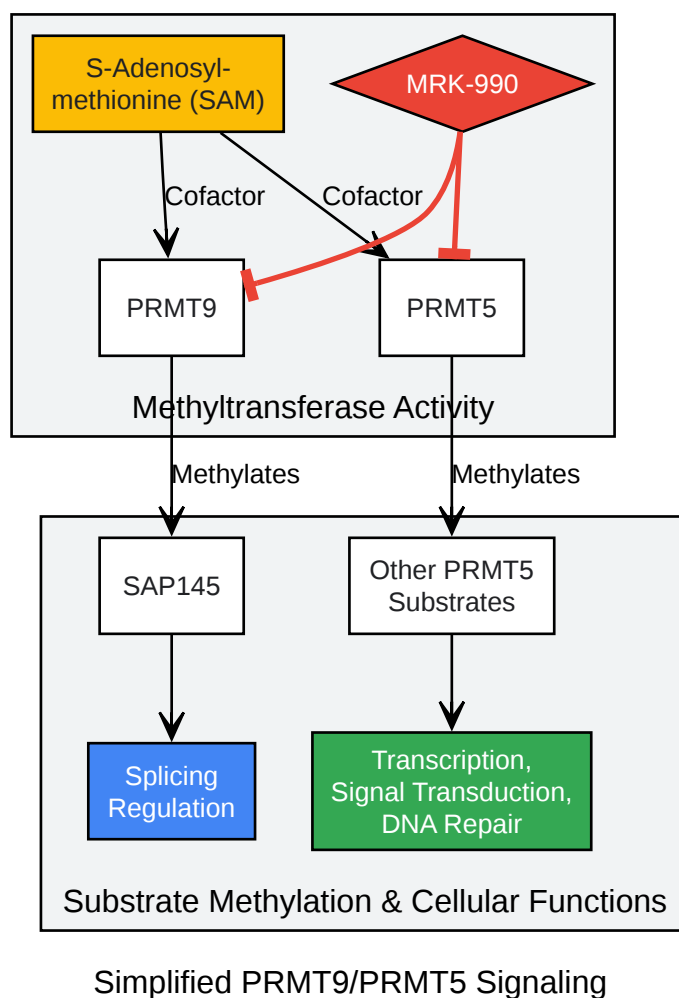 S-Adenosyl-
methionine (SAM)
MRK-990
Cofactor
Cofactor
PRMT9
PRMT5
Methyltransferase Activity
Methylates
Methylates
SAP145
Other PRMT5
Substrates
Splicing
Regulation
Transcription,
Signal Transduction,
DNA Repair
Substrate Methylation & Cellular Functions
Simplified PRMT9/PRMT5 Signaling